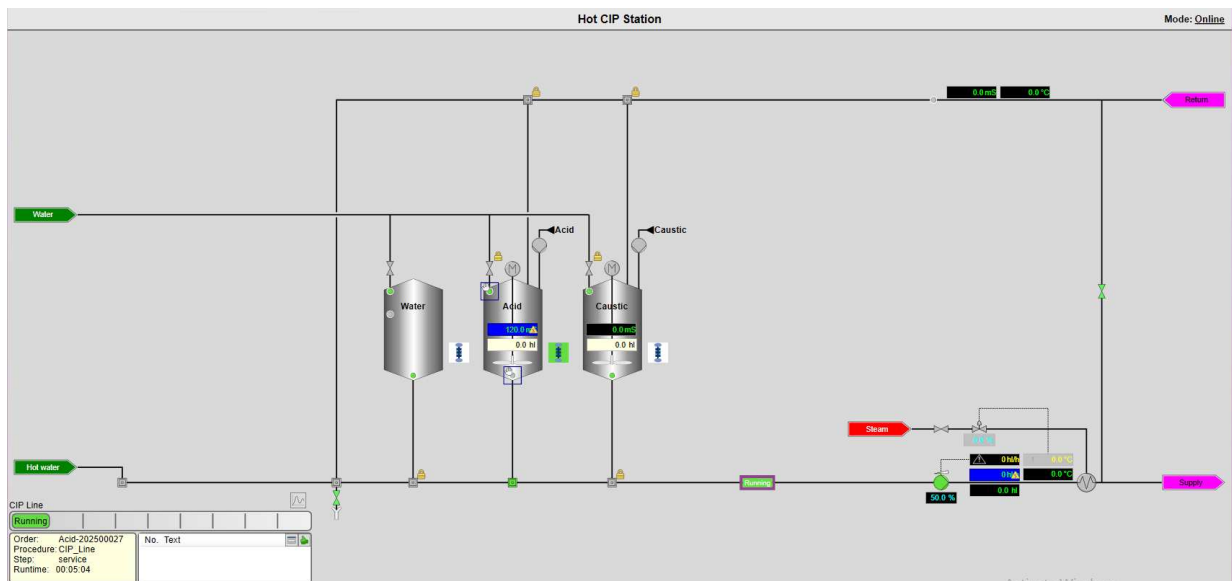 Hot CIP Station
Mode: Online
0.0 mS
0.0 °C
Return
Water
Acid
Caustic
M
M
Water
Acid
Caustic
120.0 m
0.0 mS
0.0 hl
0.0 hl
Steam
0 hl/h
0.0 °C
Hot water
Running
0 hl
0.0 °C
Supply
50.0 %
0.0 hl
CIP Line
Running
Order: Acid-202500027
Procedure: CIP_Line
Step: service
Runtime: 00:05:04
No. Text